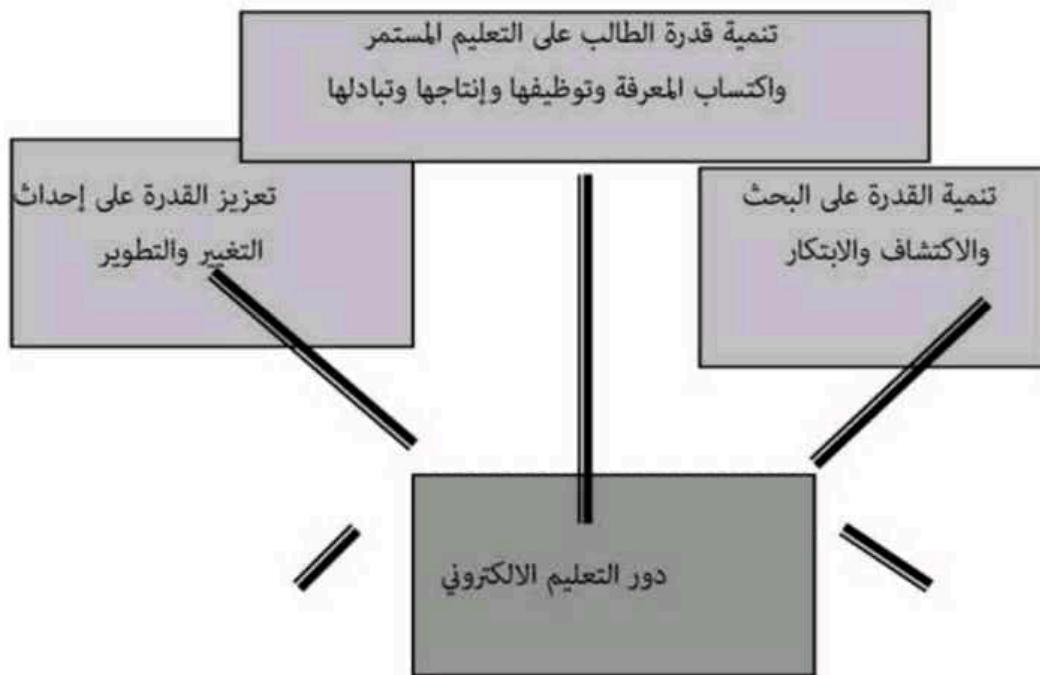 تنمية قدرة الطالب على التعليم المستمر
واكتساب المعرفة وتوظيفها وإنتاجها وتبادلها
تنمية القدرة على البحث
والاكتشاف والابتكار
تعزيز القدرة على إحداث
التغيير والتطوير
دور التعليم الالكتروني